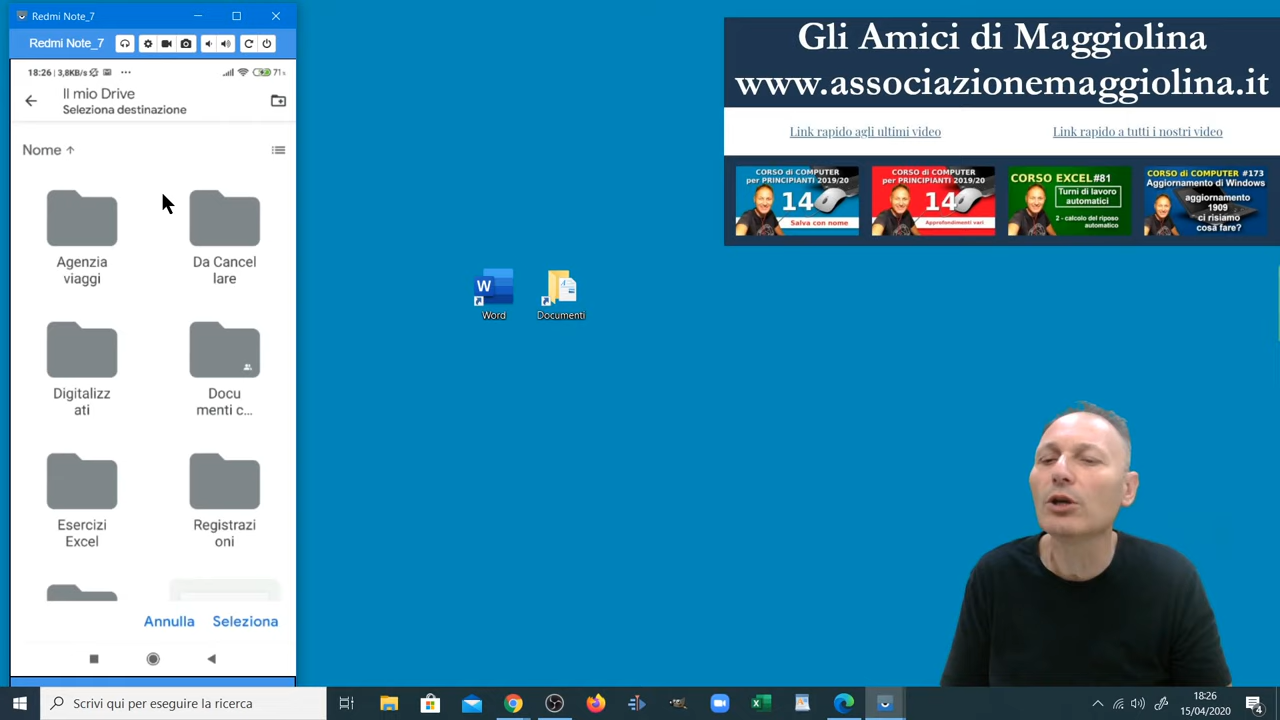 Redmi Note_7
Redmi Note_7
18:26 | 3,8KB/s
71
Il mio Drive
Seleziona destinazione
Nome ↑
Agenzia
viaggi
Da Cancel
lare
Digitalizz
ati
Docu
menti c...
Esercizi
Excel
Registrazi
oni
Annulla Seleziona
Gli Amici di Maggiolina
www.associazionemaggiolina.it
Link rapido agli ultimi video
Link rapido a tutti i nostri video
CORSO di COMPUTER
per PRINCIPIANTI 2019/20
14
Salva con nome
CORSO di COMPUTER
per PRINCIPIANTI 2019/20
14
Approfondimenti vari
CORSO EXCEL#81
Turni di lavoro
automatici
2 - calcolo del riposo
automatico
CORSO di COMPUTER #173
Aggiornamento di Windows
aggiornamento
1909
ci risiamo
cosa fare?
W
Word
Documenti
Scrivi qui per eseguire la ricerca
18:26
15/04/2020
4